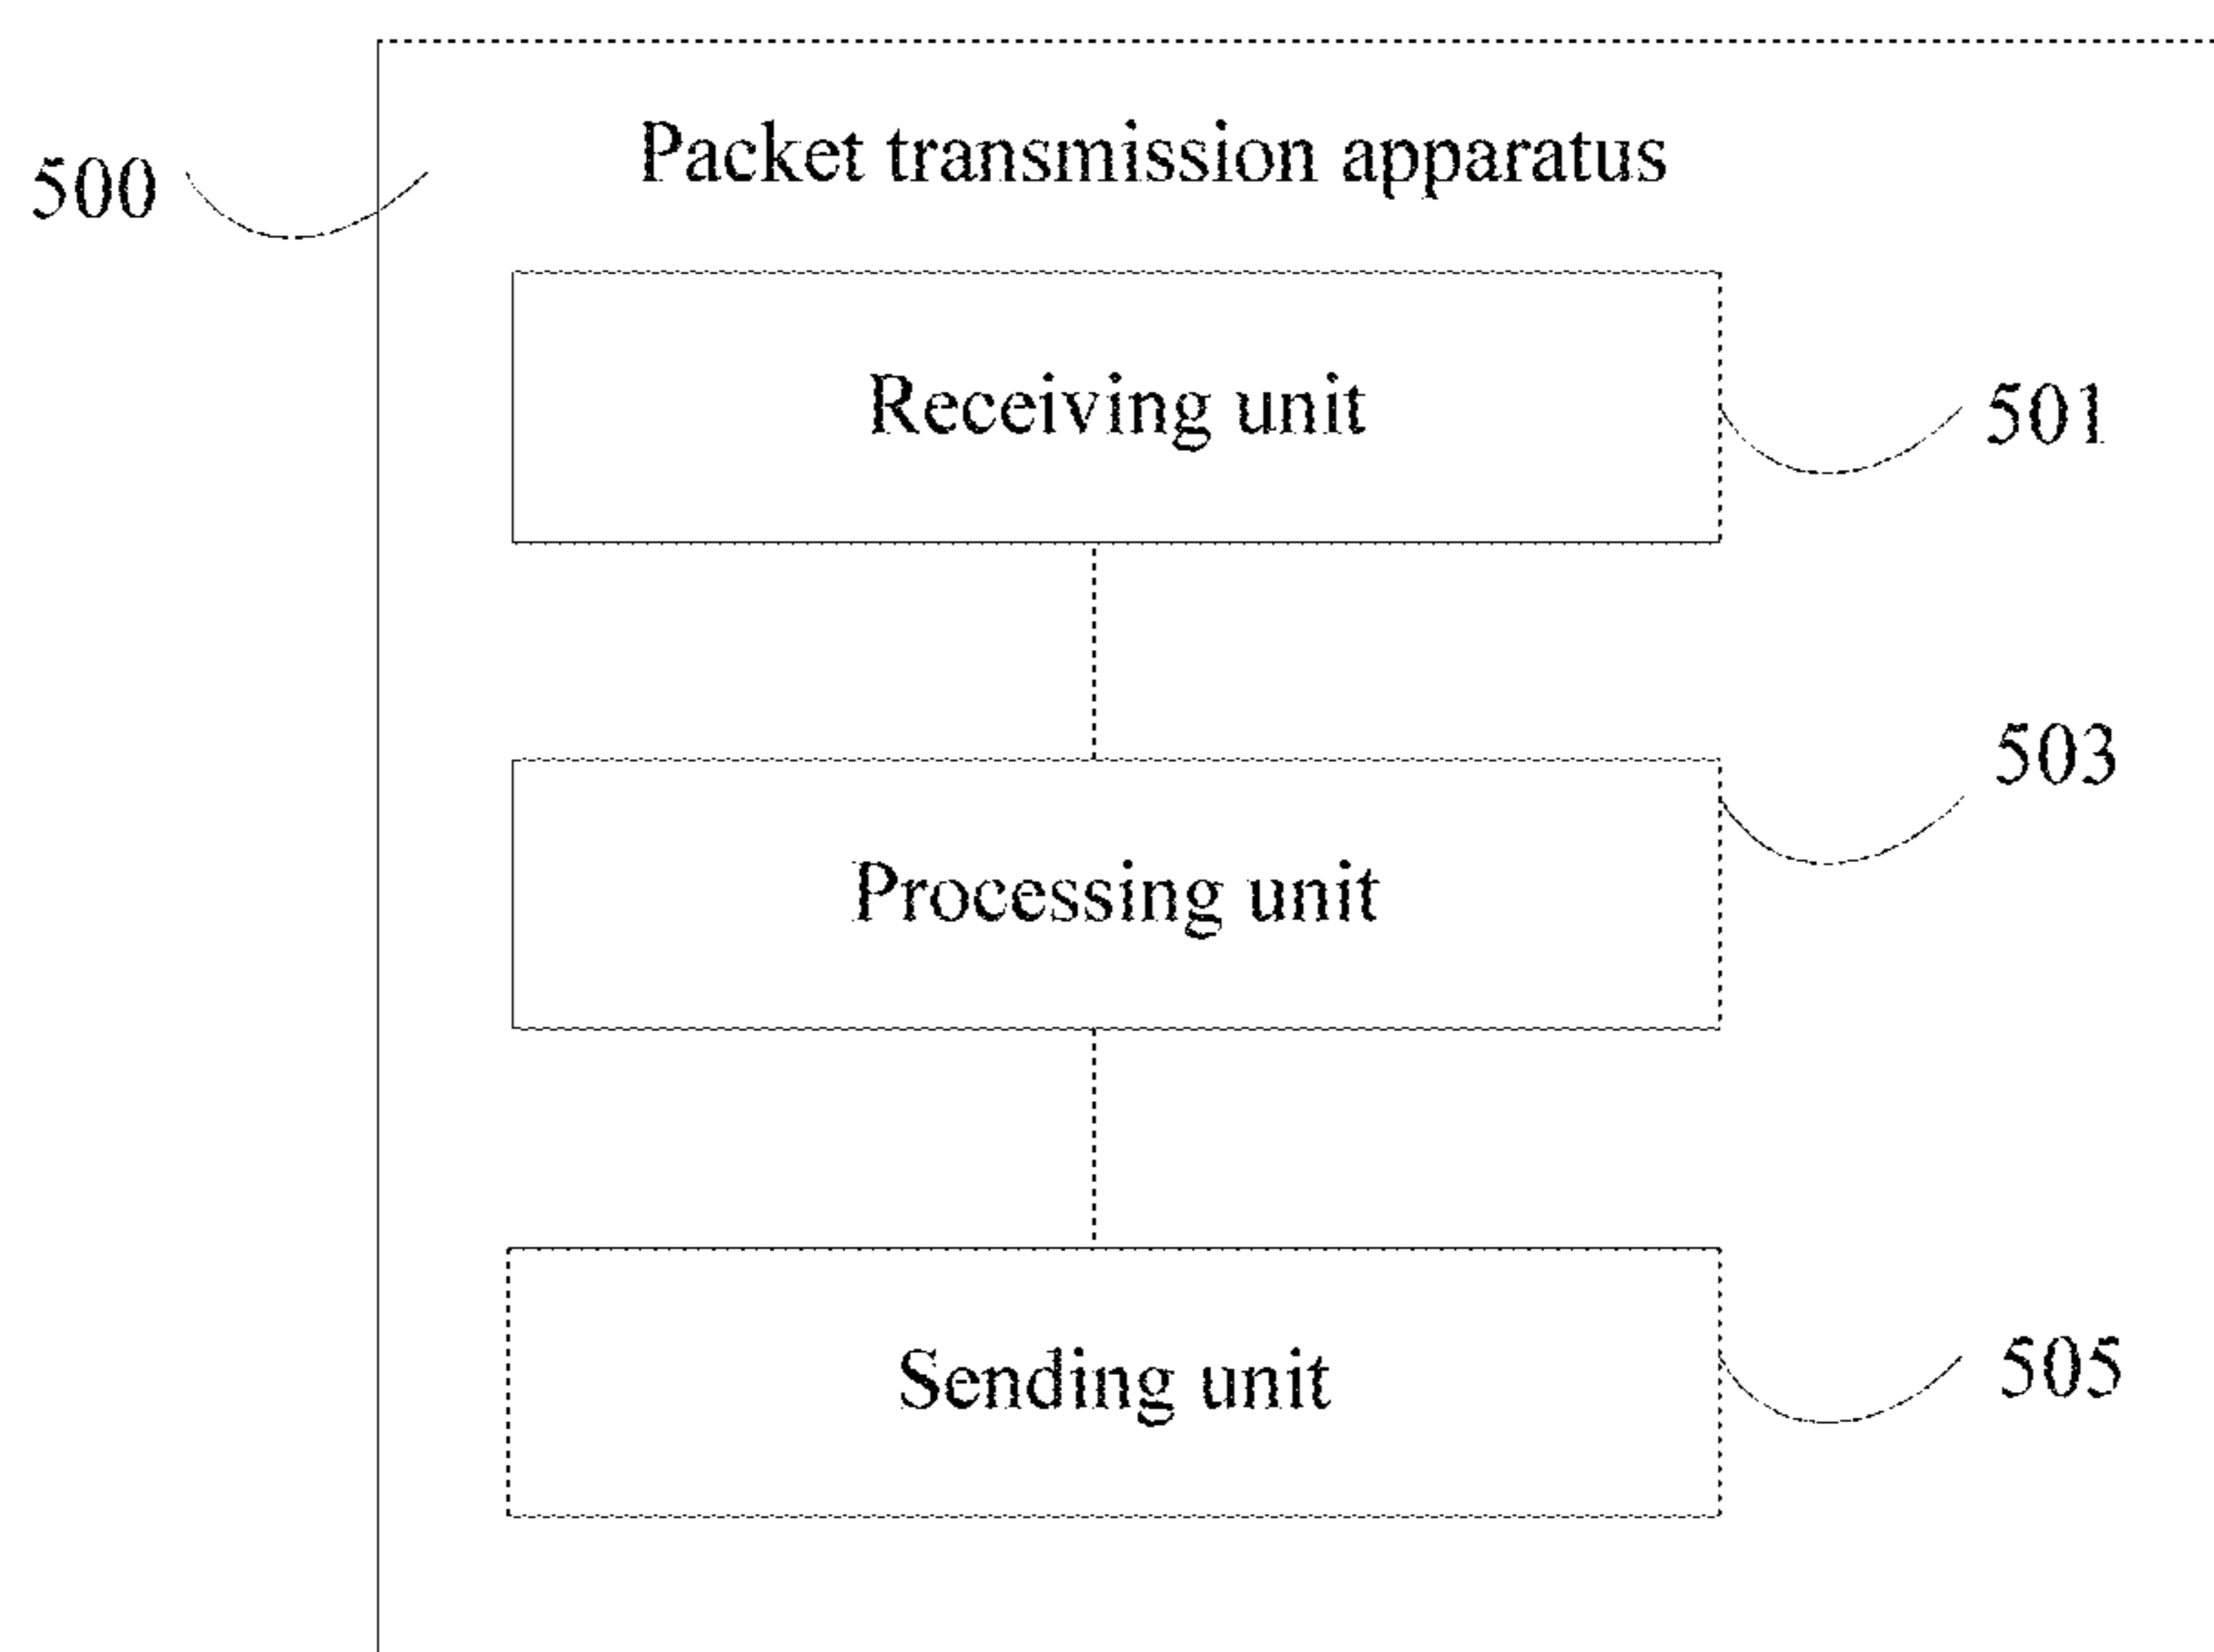 Packet transmission apparatus
500
Receiving unit
501
503
Processing unit
Sending unit
505